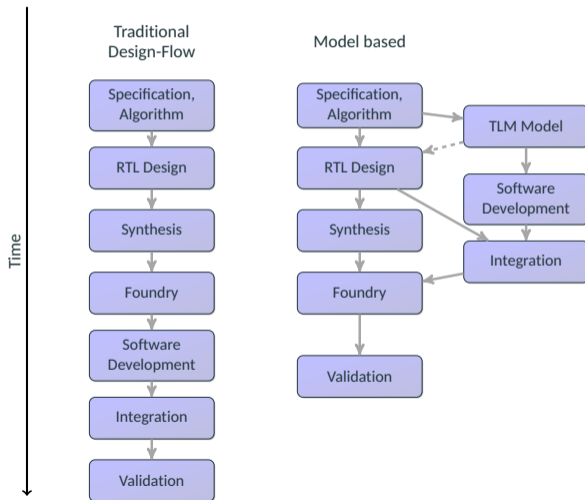 Time
Traditional
Design-Flow
Specification,
Algorithm
RTL Design
Synthesis
Foundry
Software
Development
Integration
Validation
Model based
Specification,
Algorithm
RTL Design
Synthesis
Foundry
Validation
TLM Model
Software
Development
Integration